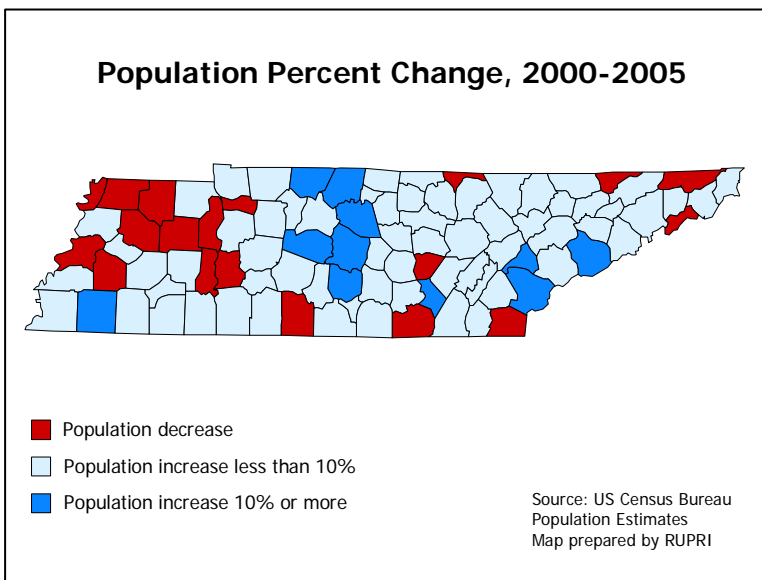 Population Percent Change, 2000-2005
Population decrease
Population increase less than 10%
Population increase 10% or more
Source: US Census Bureau
Population Estimates
Map prepared by RUPRI